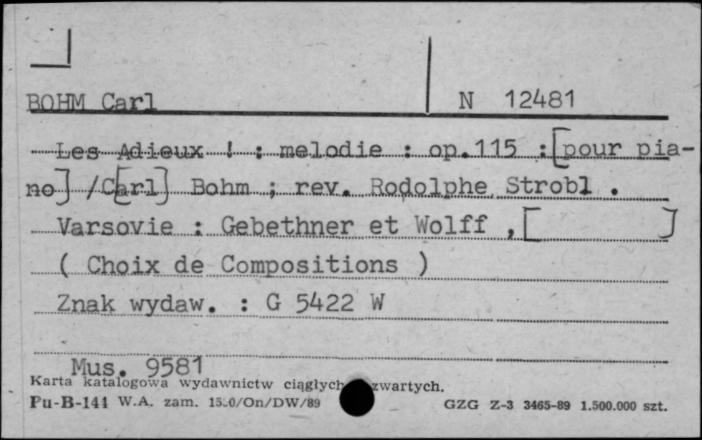 BOHM Carl N 12481
Les Adieux ! : melodie : op.115 : [pour pia-
no] /C[arl] Bohm ; rev. Rodolphe Strobl .
Varsovie : Gebethner et Wolff , [ ]
( Choix de Compositions )
Znak wydaw. : G 5422 W
Mus. 9581
Karta katalogowa wydawnictw ciągłych zwartych.
Pu-B-141 W.A. zam. /On/DW/89 GZG Z-3 3465-89 1.500.000 szt.